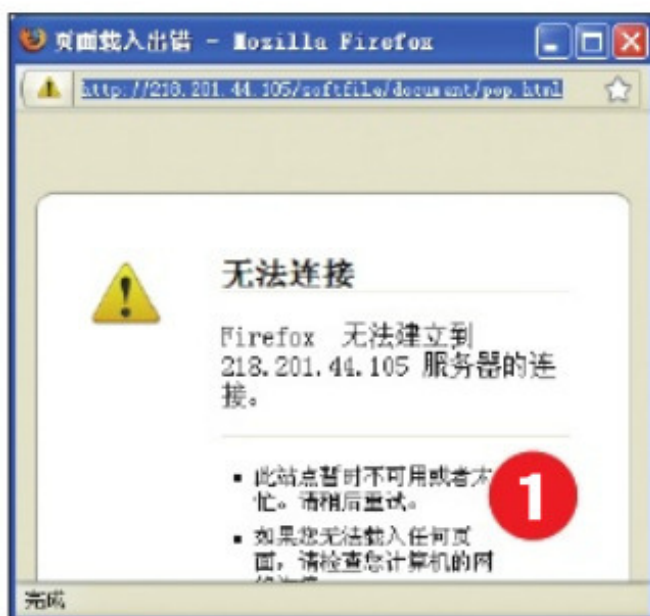 页面载入出错 - Mozilla Firefox
http://218.201.44.105/softfile/document/pop.html
无法连接
Firefox 无法建立到
218.201.44.105 服务器的连
接。
此站点暂时不可用或者太
忙。请稍后重试。
1
如果您无法载入任何页
面，请检查您计算机的网
完成